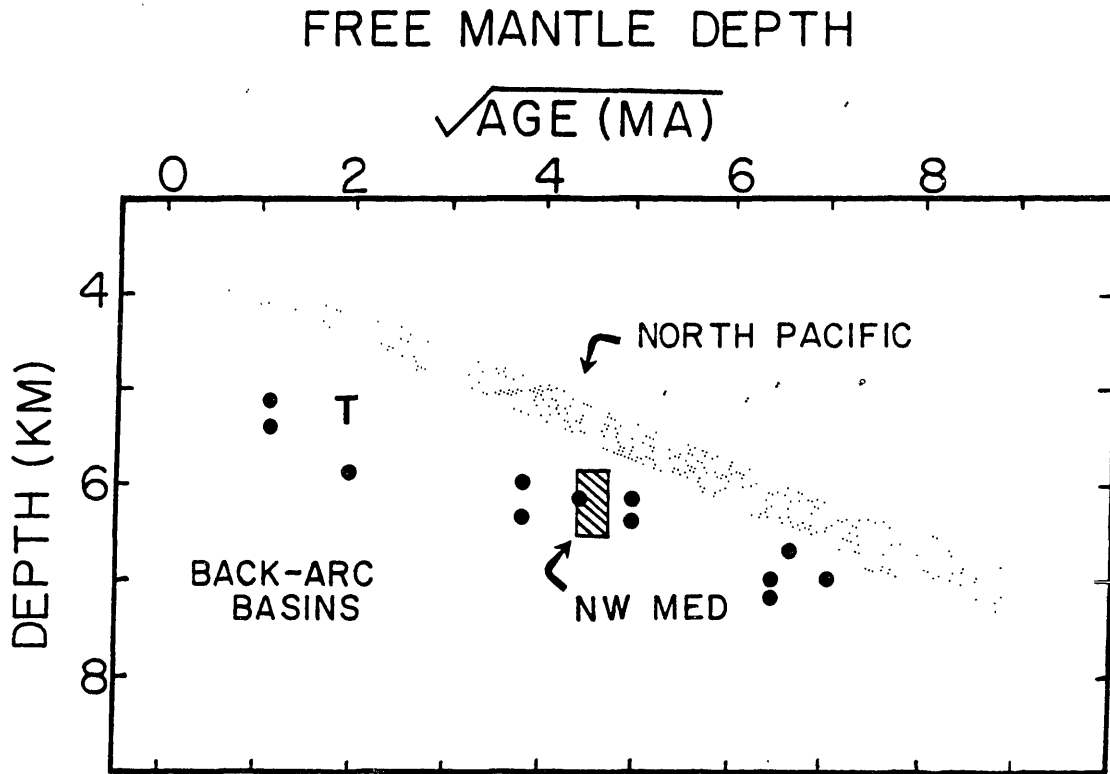 FREE MANTLE DEPTH
√AGE (MA)
0 2 4 6 8
4
NORTH PACIFIC
T
DEPTH (KM)
6
BACK-ARC
BASINS
NW MED
8